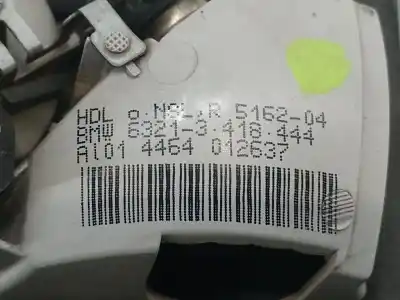 HDL o.NSL,R 5162-04
BMW 6321-3.418.444
Al01 4464 012637